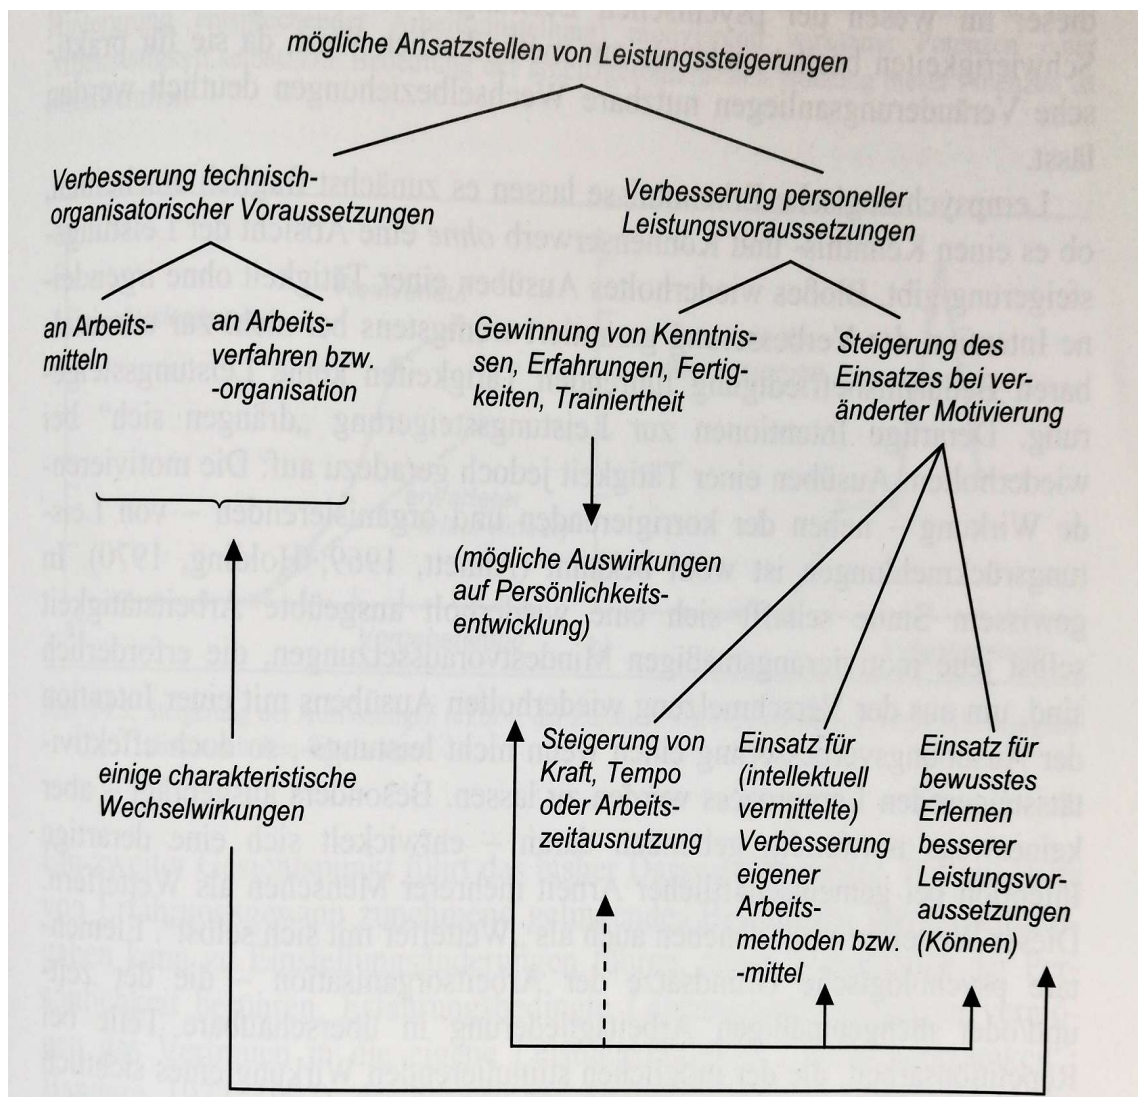 mögliche Ansatzstellen von Leistungssteigerungen
Verbesserung technisch-
organisatorischer Voraussetzungen
Verbesserung personeller
Leistungsvoraussetzungen
an Arbeits-
mitteln
an Arbeits-
verfahren bzw.
-organisation
Gewinnung von Kenntnis-
sen, Erfahrungen, Fertig-
keiten, Trainiertheit
Steigerung des
Einsatzes bei ver-
änderter Motivierung
(mögliche Auswirkungen
auf Persönlichkeits-
entwicklung)
einige charakteristische
Wechselwirkungen
Steigerung von
Kraft, Tempo
oder Arbeits-
zeitausnutzung
Einsatz für
(intellektuell
vermittelte)
Verbesserung
eigener
Arbeits-
methoden bzw.
-mittel
Einsatz für
bewusstes
Erlernen
besserer
Leistungsvor-
aussetzungen
(Können)